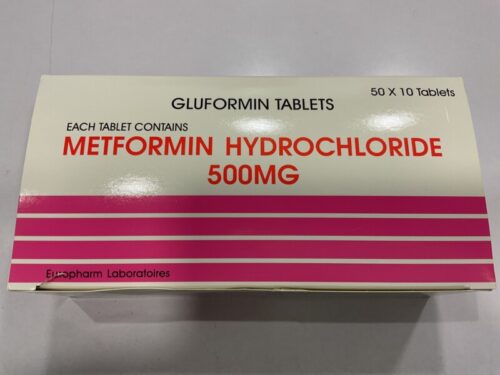 50 X 10 Tablets
GLUFORMIN TABLETS
EACH TABLET CONTAINS
METFORMIN HYDROCHLORIDE
500MG
Europharm Laboratoires